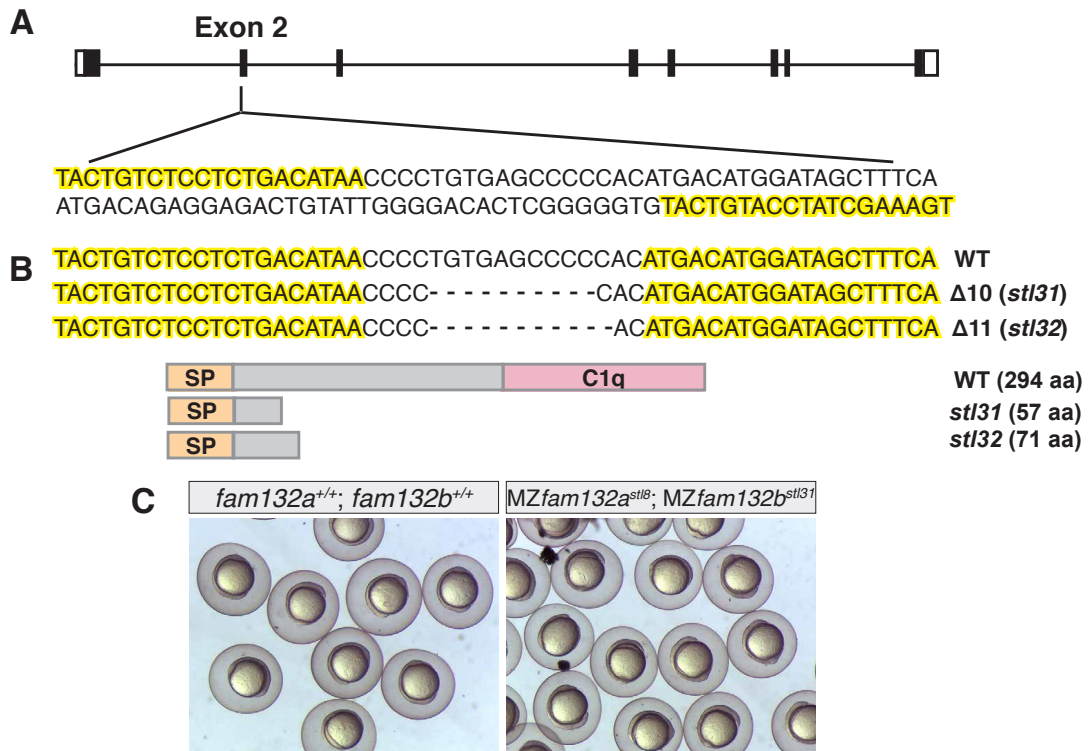 A
Exon 2
TACTGTCTCCTCTGACATAACCCCTGTGAGCCCCCACATGACATGGATAGCTTTCA
ATGACAGAGGAGACTGTATTGGGGACACTCGGGGGTGTACTGTACCTATCGAAAGT
B
TACTGTCTCCTCTGACATAACCCCTGTGAGCCCCCACATGACATGGATAGCTTTCA WT
TACTGTCTCCTCTGACATAACCCC- - - - - - - - - -CACATGACATGGATAGCTTTCA Δ10 (stl31)
TACTGTCTCCTCTGACATAACCCC- - - - - - - - - - -ACATGACATGGATAGCTTTCA Δ11 (stl32)
SP C1q WT (294 aa)
SP stl31 (57 aa)
SP stl32 (71 aa)
C
fam132a+/+; fam132b+/+ MZfam132astl8; MZfam132bstl31